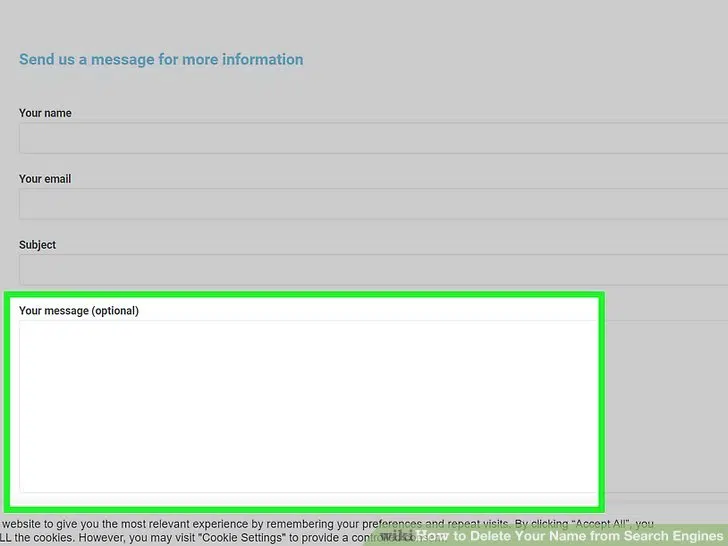 Send us a message for more information
Your name
Your email
Subject
Your message (optional)
website to give you the most relevant experience by remembering your preferences and repeat visits. By clicking “Accept All”, you
LL the cookies. However, you may visit "Cookie Settings" to provide a
wikiHow to Delete Your Name from Search Engines